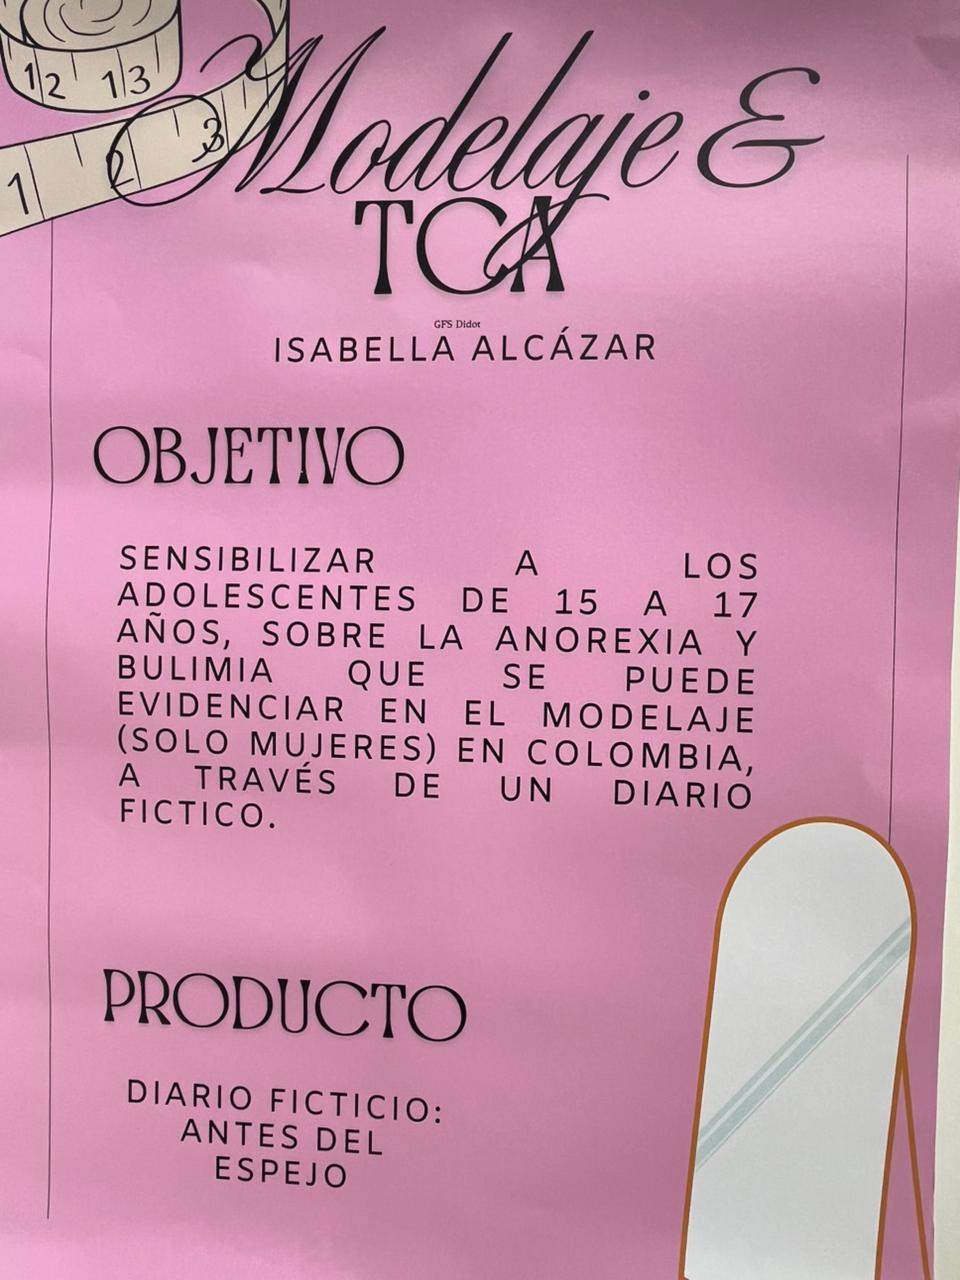 1/2 1/3
1 2 3
Modelaje &
TCA
GFS Didot
ISABELLA ALCÁZAR
OBJETIVO
SENSIBILIZAR A LOS
ADOLESCENTES DE 15 A 17
AÑOS, SOBRE LA ANOREXIA Y
BULIMIA QUE SE PUEDE
EVIDENCIAR EN EL MODELAJE
(SOLO MUJERES) EN COLOMBIA,
A TRAVÉS DE UN DIARIO
FICTICO.
PRODUCTO
DIARIO FICTICIO:
ANTES DEL
ESPEJO